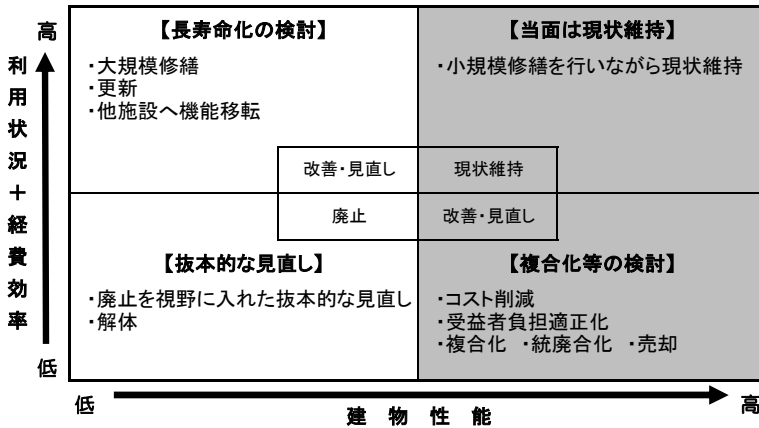 高
利用状況＋経費効率
低
【長寿命化の検討】
・大規模修繕
・更新
・他施設へ機能移転
【当面は現状維持】
・小規模修繕を行いながら現状維持
改善・見直し
現状維持
廃止
改善・見直し
【抜本的な見直し】
・廃止を視野に入れた抜本的な見直し
・解体
【複合化等の検討】
・コスト削減
・受益者負担適正化
・複合化 ・統廃合化 ・売却
低
建物性能
高